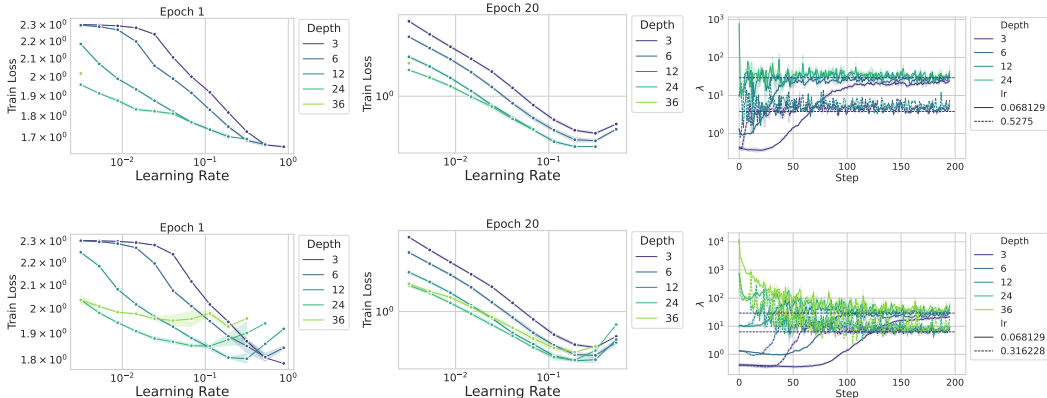 Epoch 1
Train Loss
2.3 × 10⁰
2.2 × 10⁰
2.1 × 10⁰
2 × 10⁰
1.9 × 10⁰
1.8 × 10⁰
1.7 × 10⁰
10⁻² 10⁻¹ 10⁰
Learning Rate
Depth
3
6
12
24
36
Epoch 20
Train Loss
10⁰
10⁻² 10⁻¹
Learning Rate
Depth
3
6
12
24
36
λ
10³
10²
10¹
10⁰
0 50 100 150 200
Step
Depth
3
6
12
24
lr
0.068129
0.5275
Epoch 1
Train Loss
2.3 × 10⁰
2.2 × 10⁰
2.1 × 10⁰
2 × 10⁰
1.9 × 10⁰
1.8 × 10⁰
10⁻² 10⁻¹ 10⁰
Learning Rate
Depth
3
6
12
24
36
Epoch 20
Train Loss
10⁰
10⁻² 10⁻¹
Learning Rate
Depth
3
6
12
24
36
λ
10⁴
10³
10²
10¹
10⁰
0 50 100 150 200
Step
Depth
3
6
12
24
36
lr
0.068129
0.316228